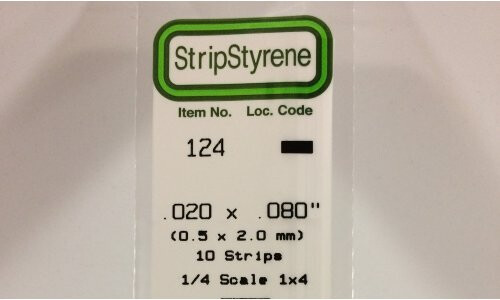 StripStyrene
Item No. Loc. Code
124
.020 x .080"
(0.5 x 2.0 mm)
10 Strips
1/4 Scale 1x4